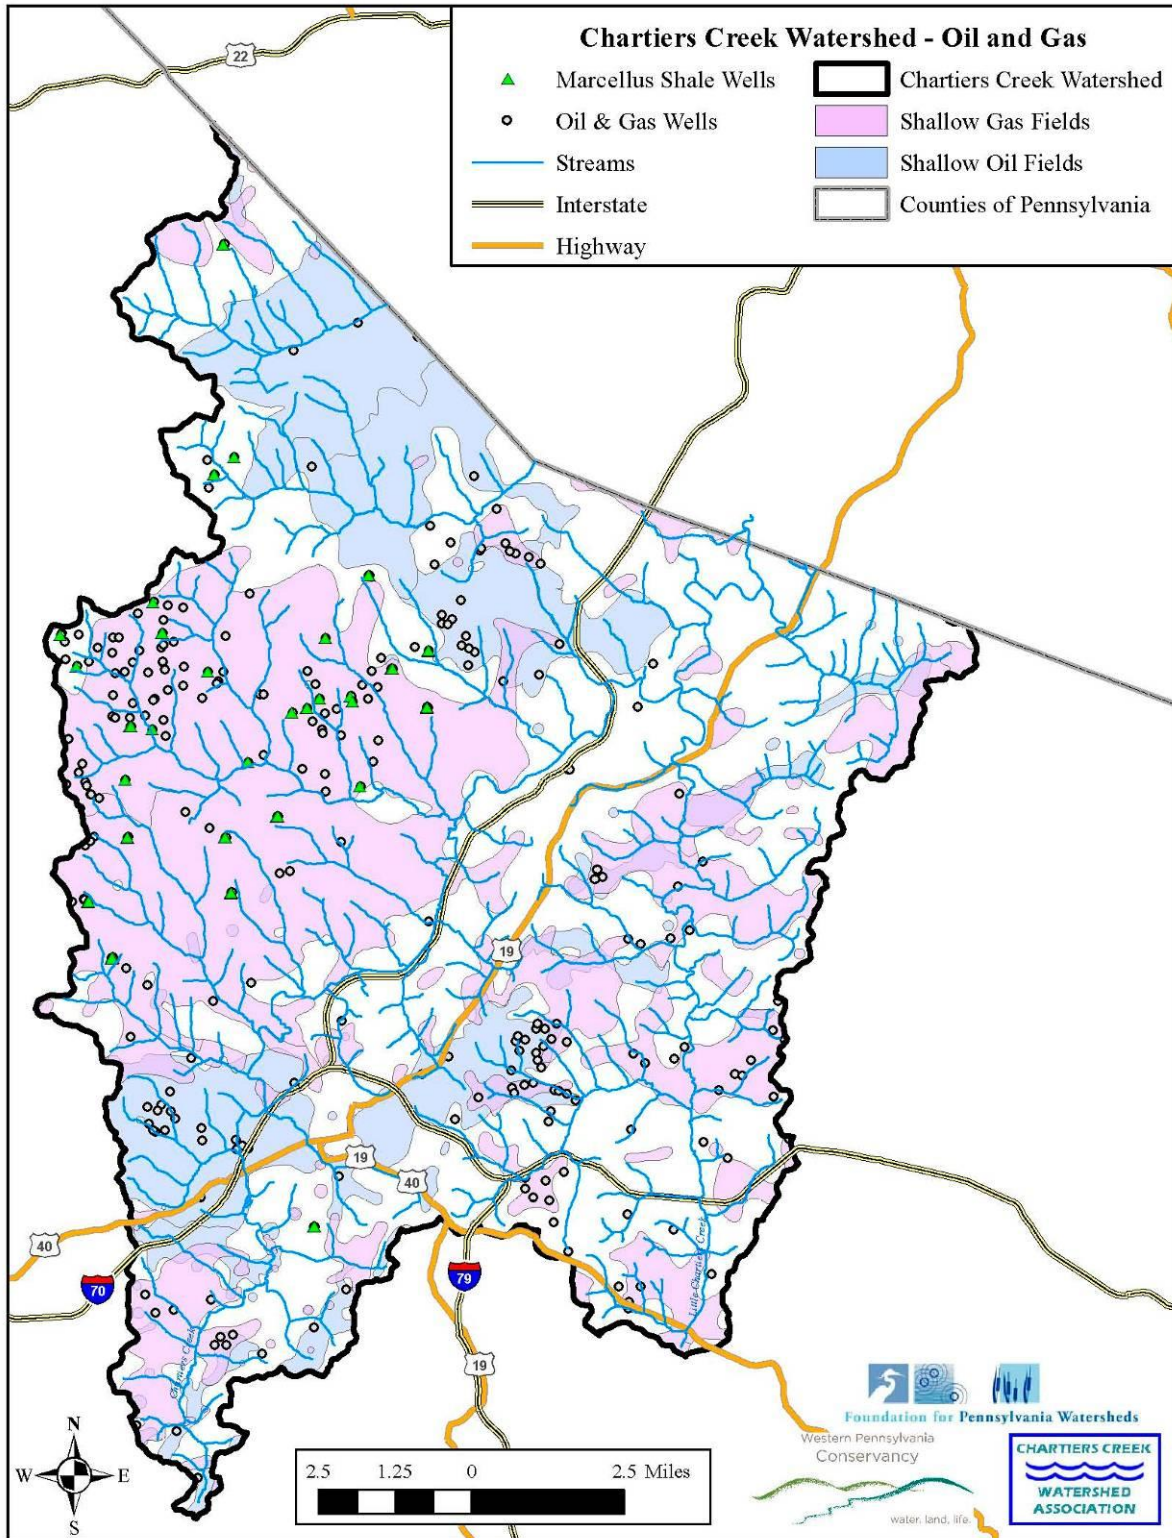 Chartiers Creek Watershed - Oil and Gas
Marcellus Shale Wells
Oil & Gas Wells
Streams
Interstate
Highway
Chartiers Creek Watershed
Shallow Gas Fields
Shallow Oil Fields
Counties of Pennsylvania
22
19
19
40
40
70
79
19
Little Chartiers Creek
Chartiers Creek
N
W
E
S
2.5 1.25 0 2.5 Miles
Foundation for Pennsylvania Watersheds
Western Pennsylvania
Conservancy
water, land, life.
CHARTIERS CREEK
WATERSHED
ASSOCIATION